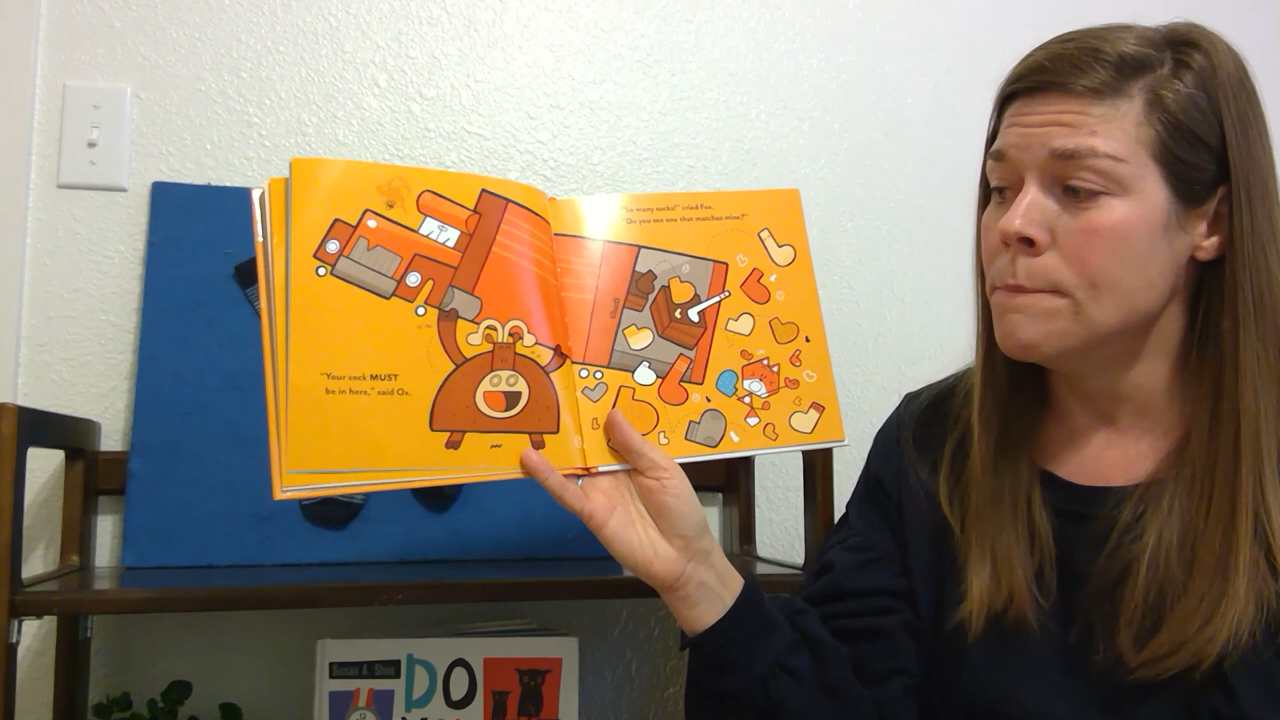 "So many socks!" cried Fox.
"Do you see one that matches mine?"
"Your sock MUST
be in here," said Ox.
Susan A. Shea
DO